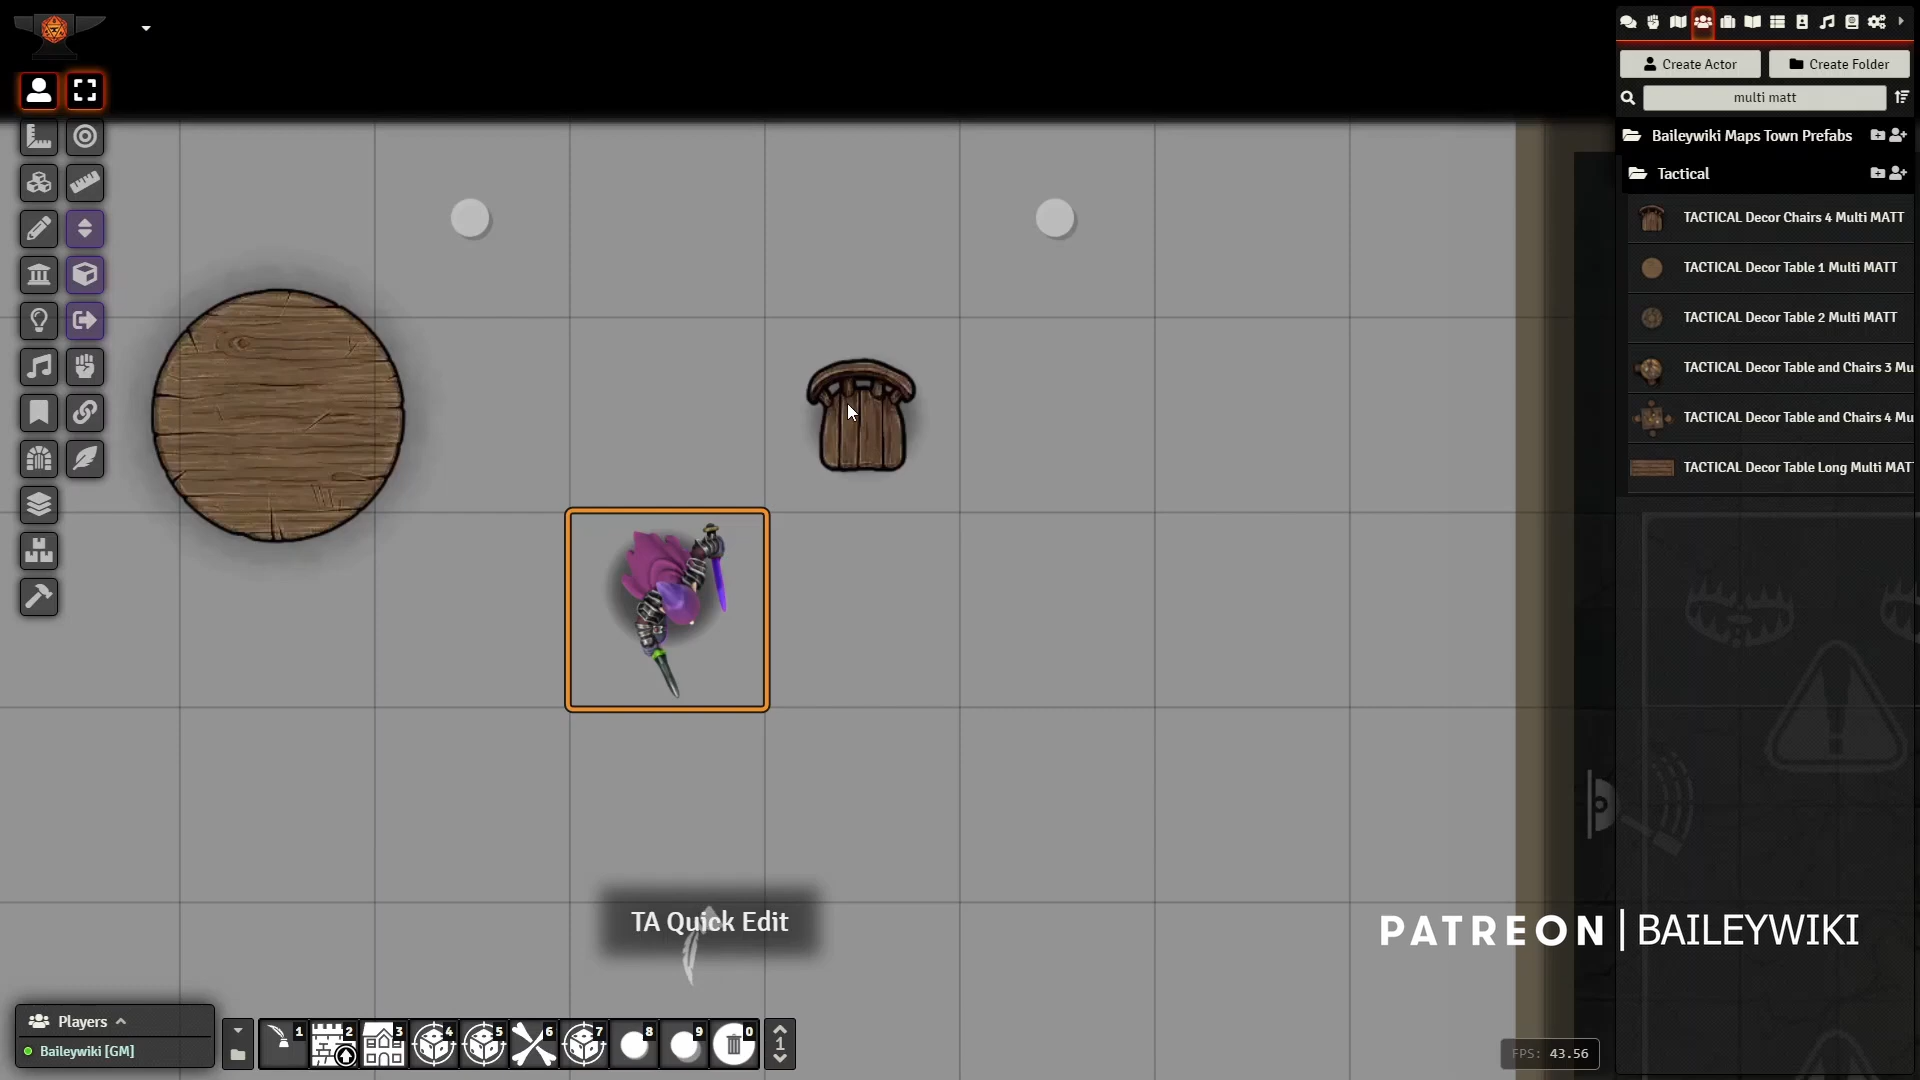 Create Actor
Create Folder
multi matt
Baileywiki Maps Town Prefabs
Tactical
TACTICAL Decor Chairs 4 Multi MATT
TACTICAL Decor Table 1 Multi MATT
TACTICAL Decor Table 2 Multi MATT
TACTICAL Decor Table and Chairs 3 Mu
TACTICAL Decor Table and Chairs 4 Mu
TACTICAL Decor Table Long Multi MAT
TA Quick Edit
PATREON | BAILEYWIKI
Players
Baileywiki [GM]
1 2 3 4 5 6 7 8 9 0
1
FPS: 43.56